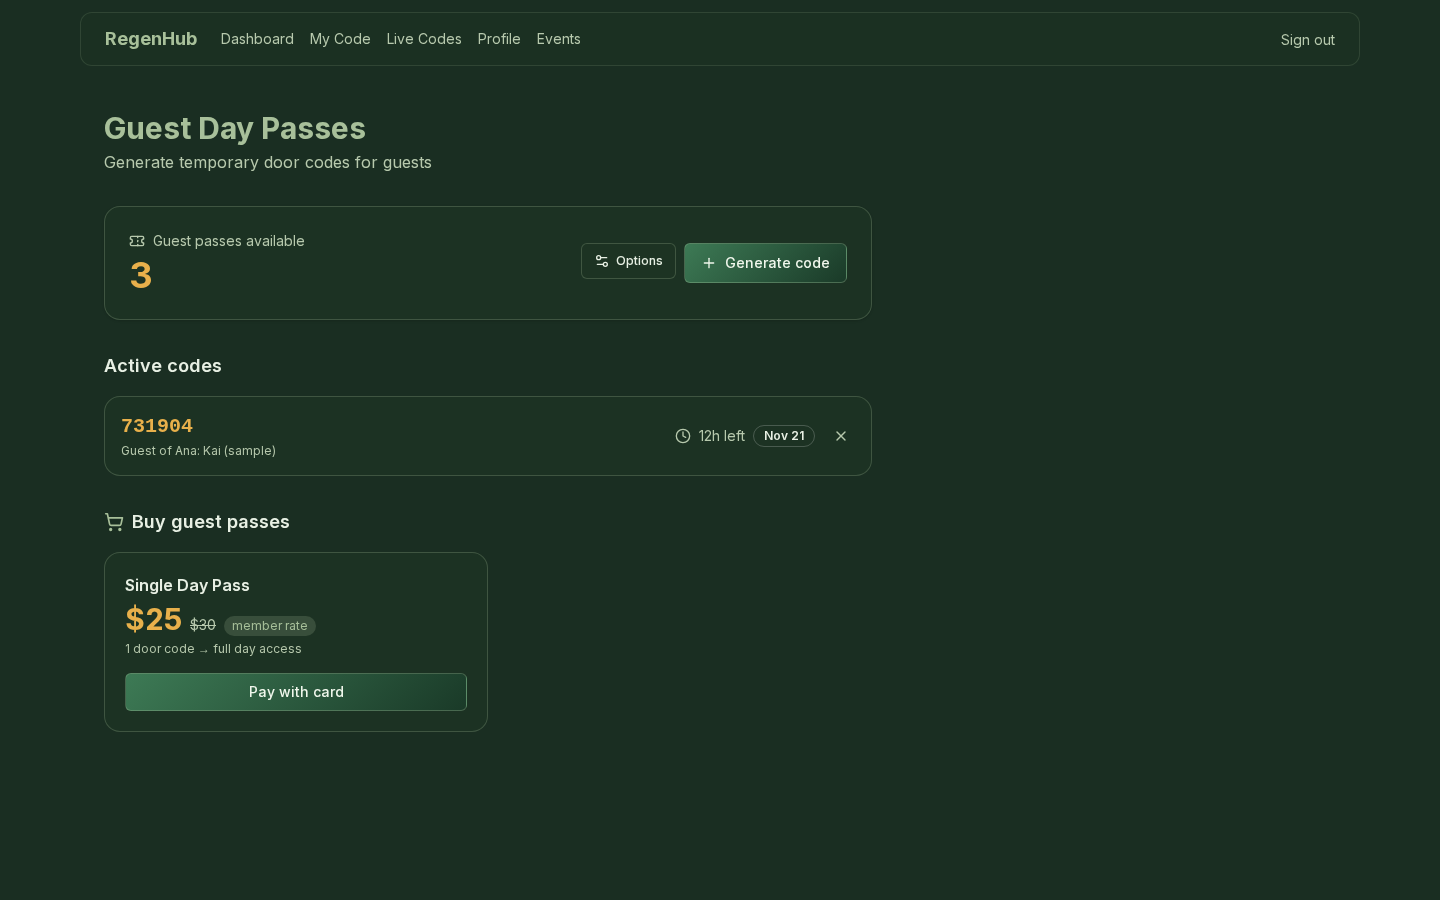 RegenHub Dashboard My Code Live Codes Profile Events Sign out
Guest Day Passes
Generate temporary door codes for guests
Guest passes available
3
Options Generate code
Active codes
731904
Guest of Ana: Kai (sample)
12h left Nov 21
Buy guest passes
Single Day Pass
$25 $30 member rate
1 door code → full day access
Pay with card